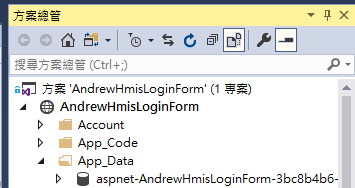 方案總管
搜尋方案總管 (Ctrl+;)
方案 'AndrewHmisLoginForm' (1 專案)
AndrewHmisLoginForm
Account
App_Code
App_Data
aspnet-AndrewHmisLoginForm-3bc8b4b6-